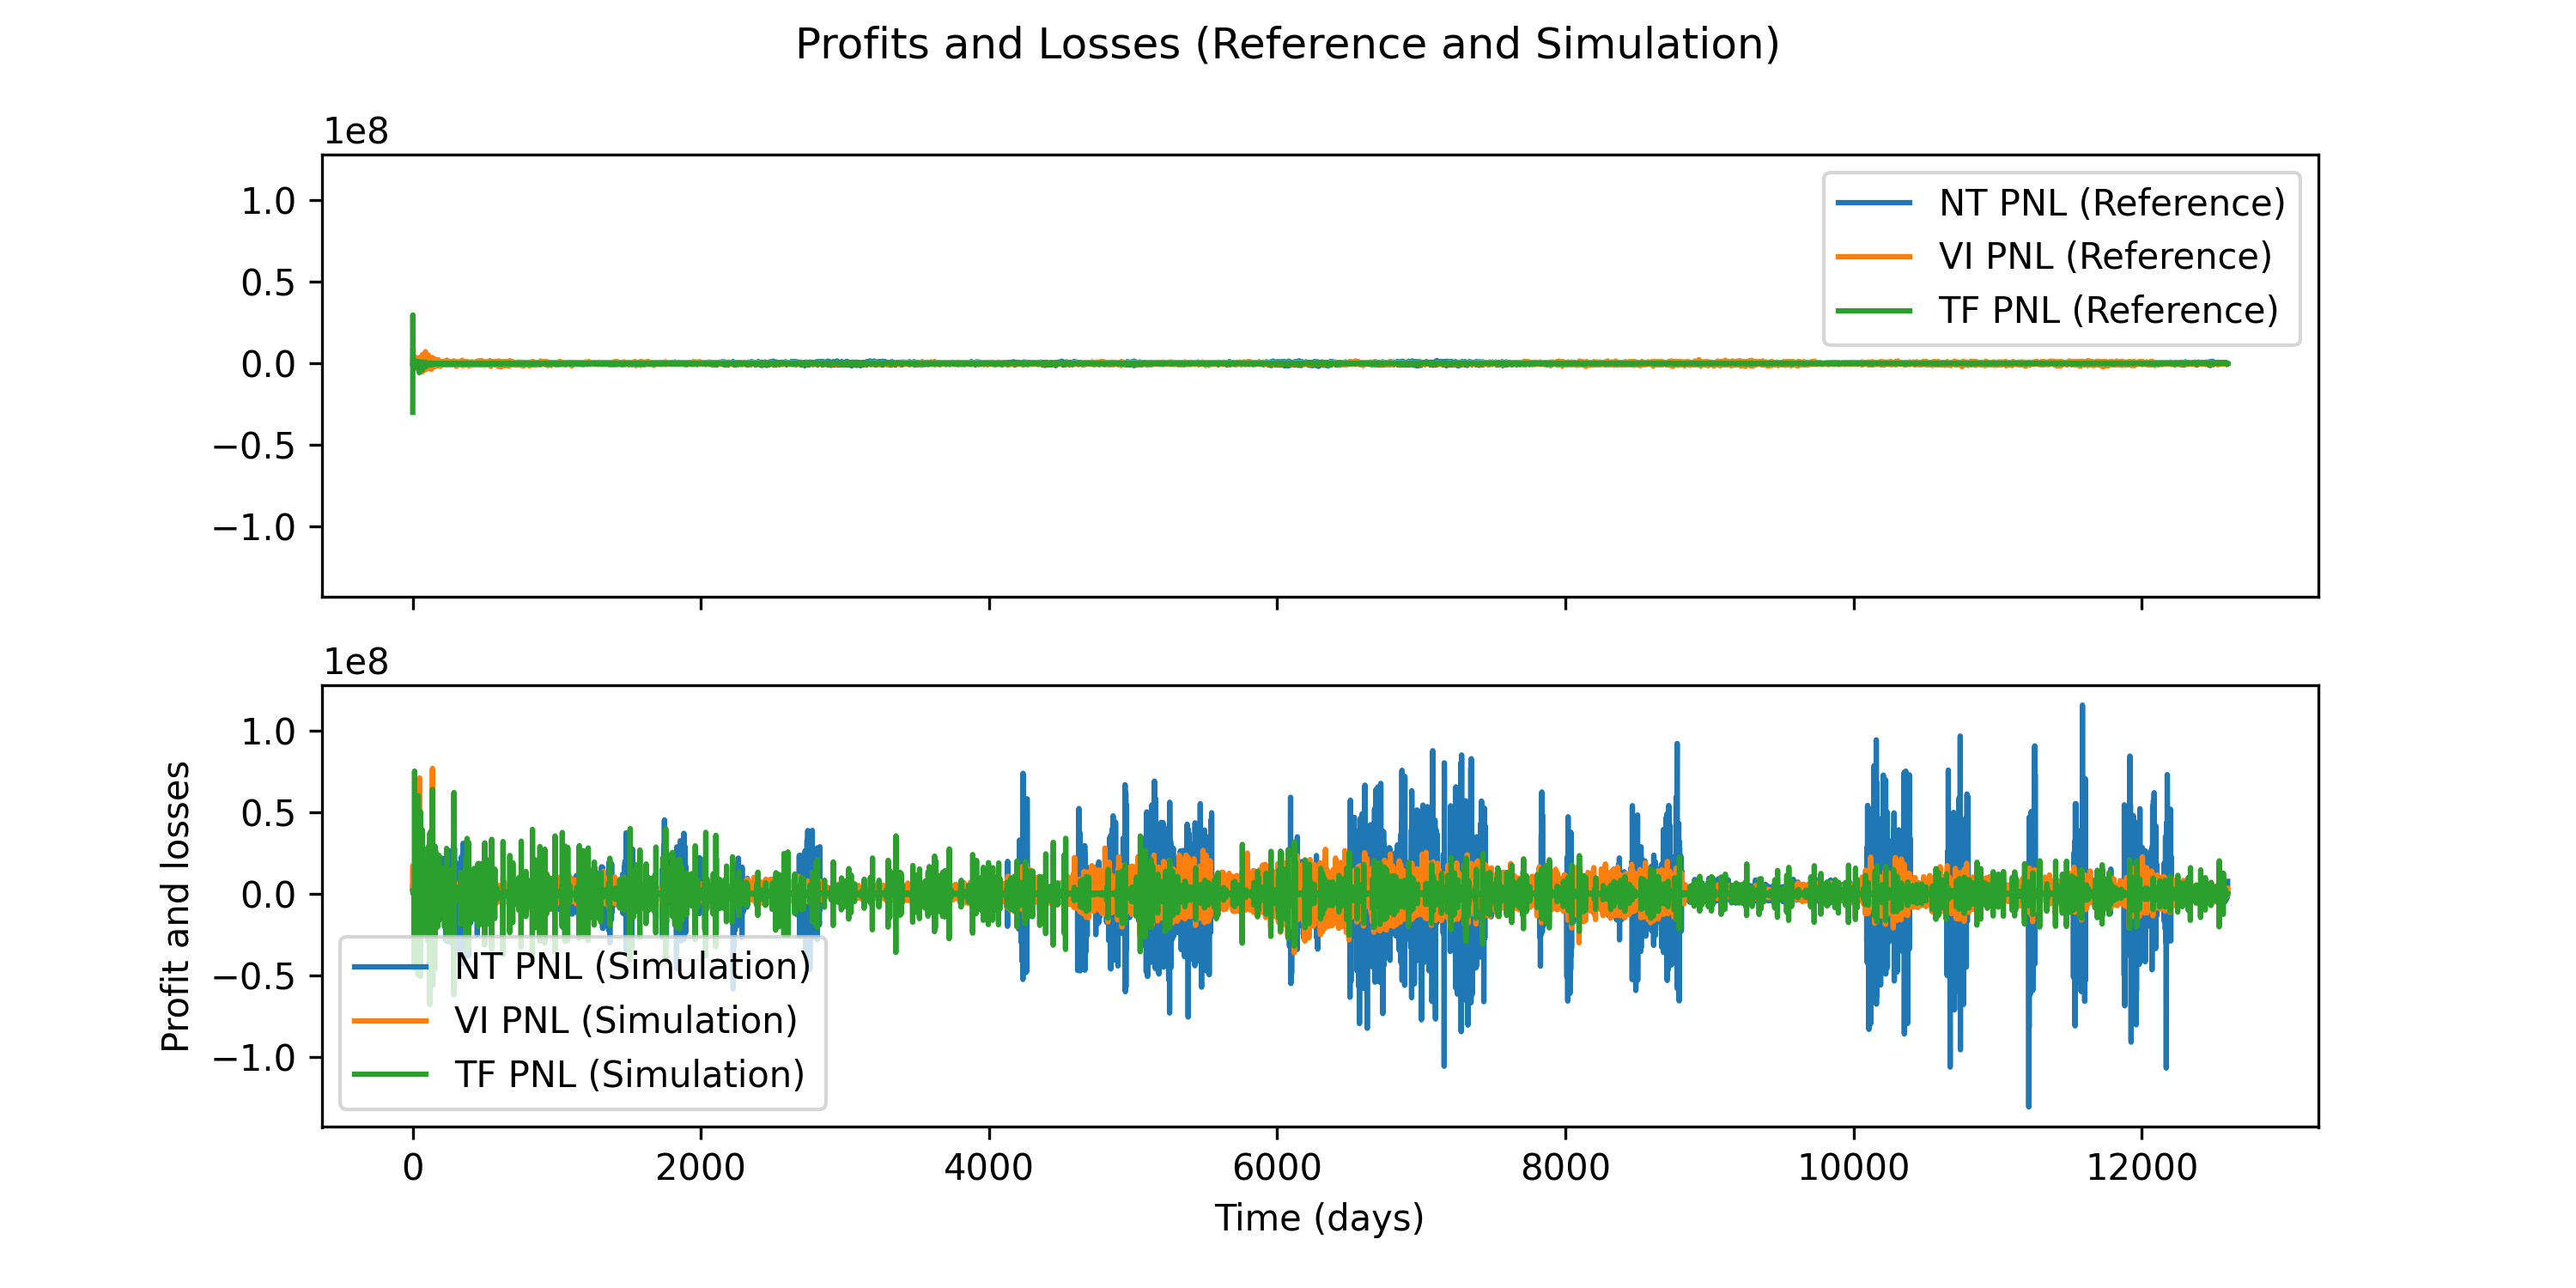 Profits and Losses (Reference and Simulation)
1e8
1.0
0.5
0.0
−0.5
−1.0
NT PNL (Reference)
VI PNL (Reference)
TF PNL (Reference)
1e8
1.0
0.5
0.0
−0.5
−1.0
Profit and losses
NT PNL (Simulation)
VI PNL (Simulation)
TF PNL (Simulation)
0 2000 4000 6000 8000 10000 12000
Time (days)